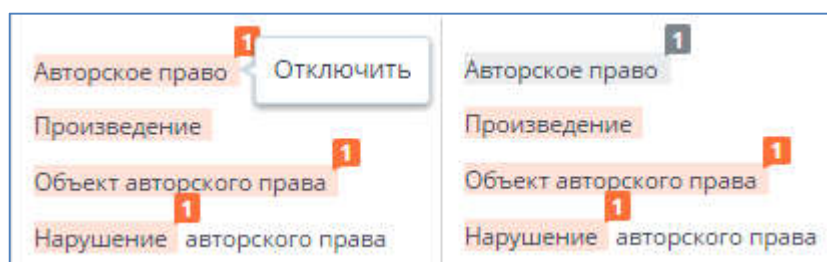 1
Авторское право Отключить
Произведение
1
Объект авторского права
1
Нарушение авторского права
1
Авторское право
Произведение
1
Объект авторского права
1
Нарушение авторского права